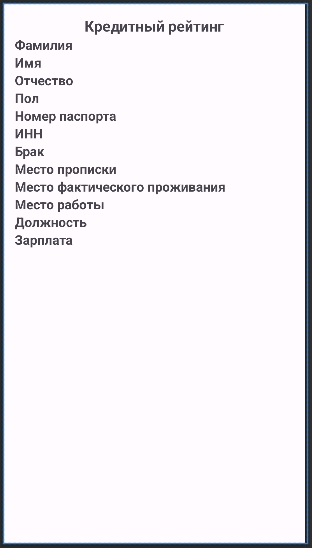 Кредитный рейтинг
Фамилия
Имя
Отчество
Пол
Номер паспорта
ИНН
Брак
Место прописки
Место фактического проживания
Место работы
Должность
Зарплата